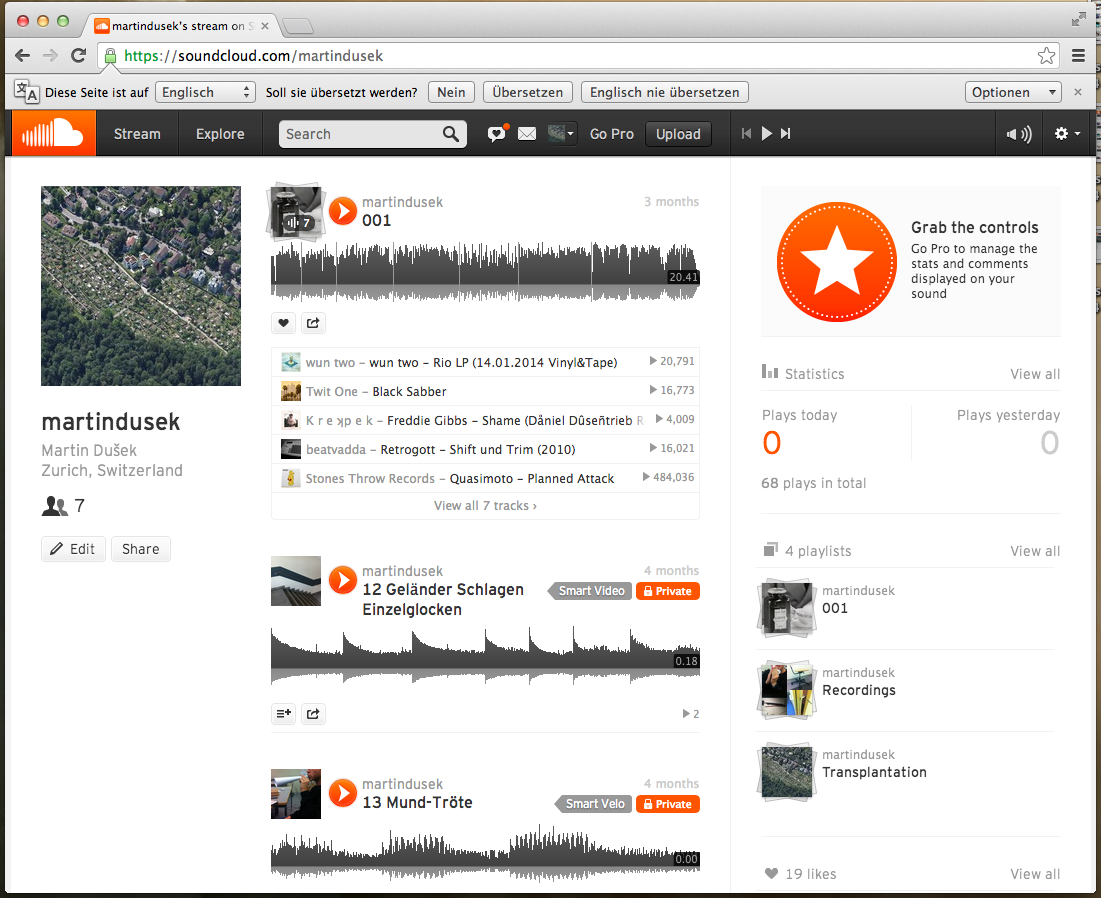 martindusek's stream on S
https://soundcloud.com/martindusek
Diese Seite ist auf Englisch Soll sie übersetzt werden? Nein Übersetzen Englisch nie übersetzen Optionen
Stream Explore Search Go Pro Upload
martindusek
Martin Dušek
Zurich, Switzerland
7
Edit Share
martindusek 3 months
001
7
20.41
wun two – wun two – Rio LP (14.01.2014 Vinyl&Tape) 20,791
Twit One – Black Sabber 16,773
K r e ʞp e k – Freddie Gibbs – Shame (Dåniel Dûseñtrieb R 4,009
beatvadda – Retrogott – Shift und Trim (2010) 16,021
Stones Throw Records – Quasimoto – Planned Attack 484,036
View all 7 tracks ›
martindusek 4 months
12 Geländer Schlagen Smart Video Private
Einzelglocken
0.18
2
martindusek 4 months
13 Mund-Tröte Smart Velo Private
0.00
Grab the controls
Go Pro to manage the
stats and comments
displayed on your
sound
Statistics View all
Plays today Plays yesterday
0 0
68 plays in total
4 playlists View all
martindusek
001
martindusek
Recordings
martindusek
Transplantation
19 likes View all